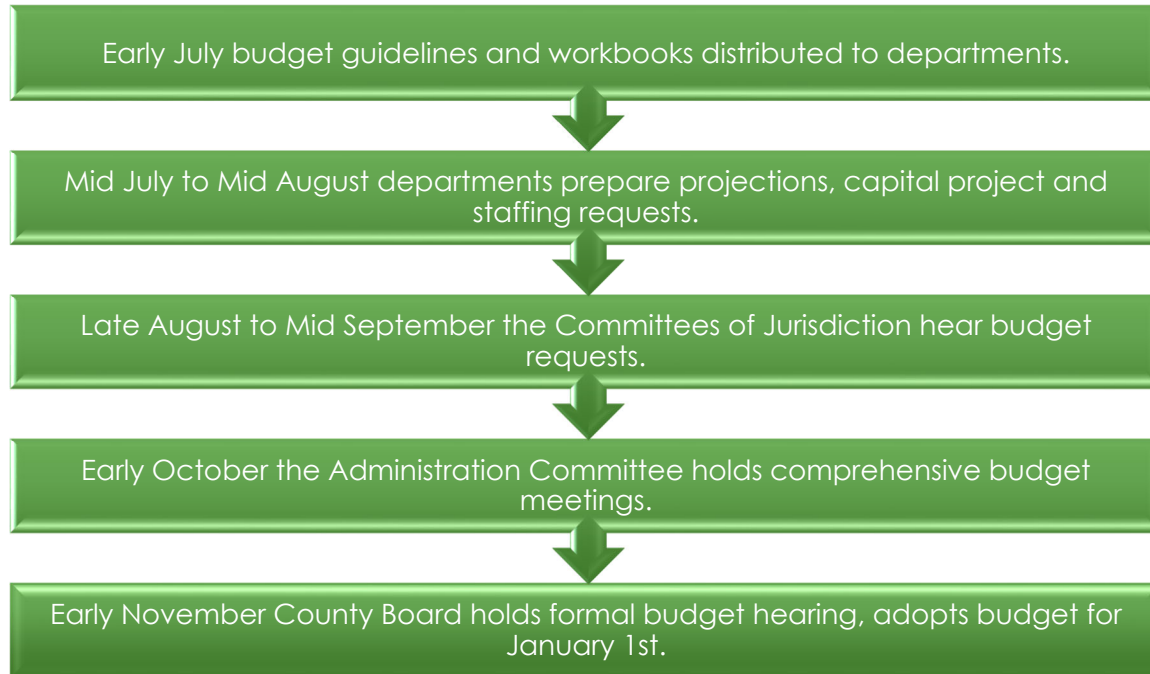 Early July budget guidelines and workbooks distributed to departments.
Mid July to Mid August departments prepare projections, capital project and
staffing requests.
Late August to Mid September the Committees of Jurisdiction hear budget
requests.
Early October the Administration Committee holds comprehensive budget
meetings.
Early November County Board holds formal budget hearing, adopts budget for
January 1st.